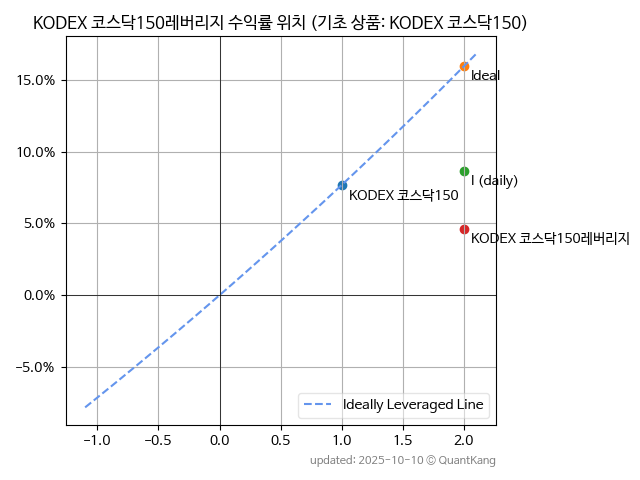 KODEX 코스닥150레버리지 수익률 위치 (기초 상품: KODEX 코스닥150)
15.0%
10.0%
5.0%
0.0%
-5.0%
Ideal
I (daily)
KODEX 코스닥150
KODEX 코스닥150레버리지
Ideally Leveraged Line
-1.0 -0.5 0.0 0.5 1.0 1.5 2.0
updated: 2025-10-10 © QuantKang